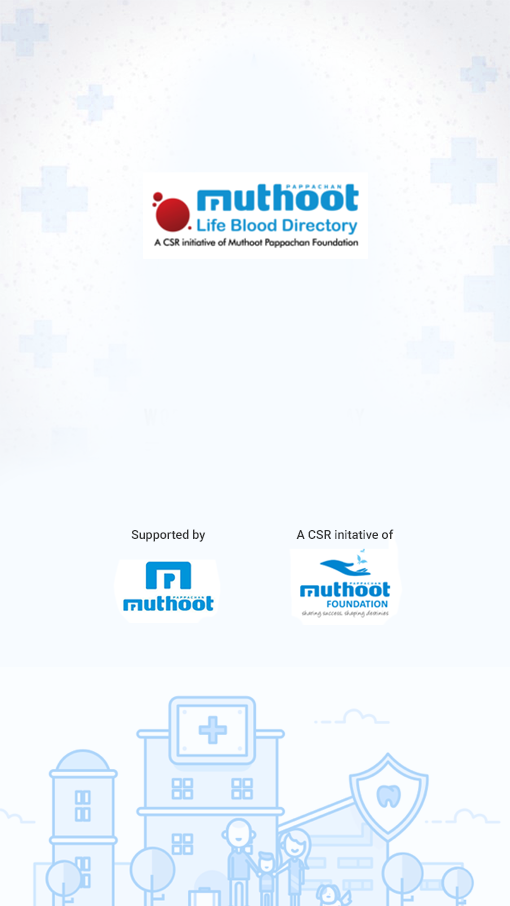 PAPPACHAN
muthoot
Life Blood Directory
A CSR initiative of Muthoot Pappachan Foundation
Supported by
PAPPACHAN
muthoot
A CSR initative of
PAPPACHAN
muthoot
FOUNDATION
sharing success, shaping destinies